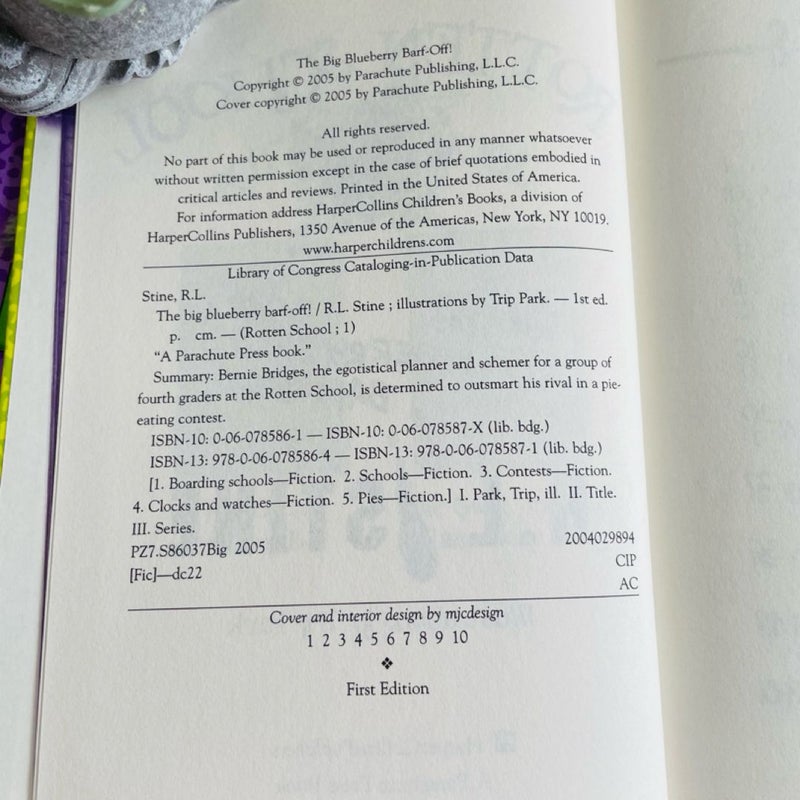 The Big Blueberry Barf-Off!
Copyright © 2005 by Parachute Publishing, L.L.C.
Cover copyright © 2005 by Parachute Publishing, L.L.C.
All rights reserved.
No part of this book may be used or reproduced in any manner whatsoever
without written permission except in the case of brief quotations embodied in
critical articles and reviews. Printed in the United States of America.
For information address HarperCollins Children's Books, a division of
HarperCollins Publishers, 1350 Avenue of the Americas, New York, NY 10019.
www.harperchildrens.com
Library of Congress Cataloging-in-Publication Data
Stine, R.L.
The big blueberry barf-off! / R.L. Stine ; illustrations by Trip Park. — 1st ed.
p. cm. — (Rotten School ; 1)
"A Parachute Press book."
Summary: Bernie Bridges, the egotistical planner and schemer for a group of
fourth graders at the Rotten School, is determined to outsmart his rival in a pie-
eating contest.
ISBN-10: 0-06-078586-1 — ISBN-10: 0-06-078587-X (lib. bdg.)
ISBN-13: 978-0-06-078586-4 — ISBN-13: 978-0-06-078587-1 (lib. bdg.)
[1. Boarding schools—Fiction. 2. Schools—Fiction. 3. Contests—Fiction.
4. Clocks and watches—Fiction. 5. Pies—Fiction.] I. Park, Trip, ill. II. Title.
III. Series.
PZ7.S86037Big 2005 2004029894
[Fic]—dc22 CIP
AC
Cover and interior design by mjcdesign
1 2 3 4 5 6 7 8 9 10
❖
First Edition